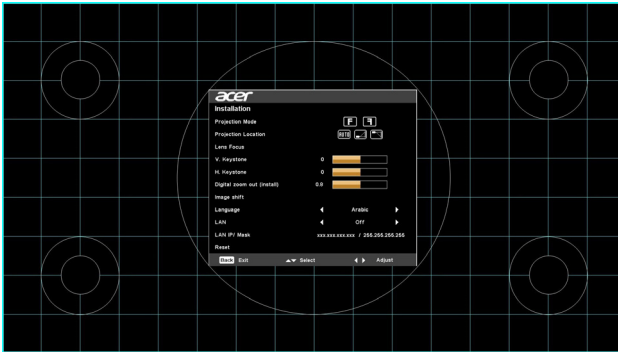 acer
Installation
Projection Mode
Projection Location AUTO
Lens Focus
V. Keystone 0
H. Keystone 0
Digital zoom out (install) 0.8
Image shift
Language Arabic
LAN Off
LAN IP/ Mask xxx.xxx.xxx.xxx / 255.255.255.255
Reset
Back Exit Select Adjust